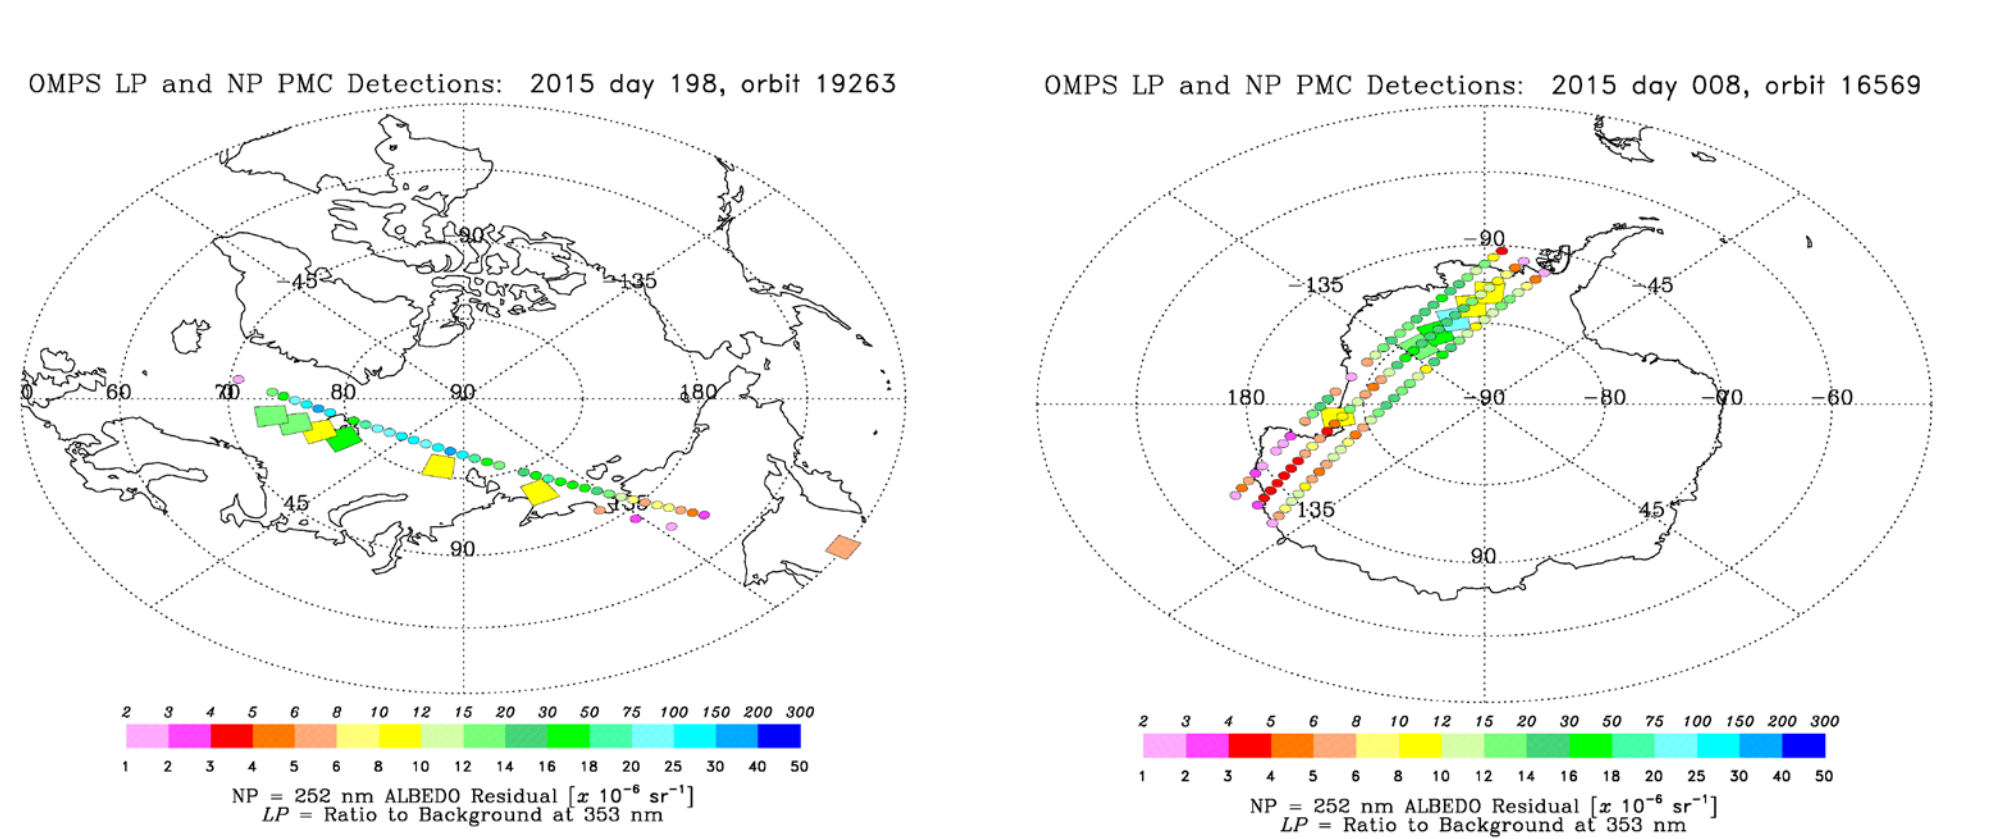 OMPS LP and NP PMC Detections: 2015 day 198, orbit 19263
-90
-45
-135
0 60 70 80 90 180
45
135
90
2 3 4 5 6 8 10 12 15 20 30 50 75 100 150 200 300
1 2 3 4 5 6 8 10 12 14 16 18 20 25 30 40 50
NP = 252 nm ALBEDO Residual [x 10⁻⁶ sr⁻¹]
LP = Ratio to Background at 353 nm
OMPS LP and NP PMC Detections: 2015 day 008, orbit 16569
-90
-135
-45
180 -90 -80 -70 -60
135
45
90
2 3 4 5 6 8 10 12 15 20 30 50 75 100 150 200 300
1 2 3 4 5 6 8 10 12 14 16 18 20 25 30 40 50
NP = 252 nm ALBEDO Residual [x 10⁻⁶ sr⁻¹]
LP = Ratio to Background at 353 nm